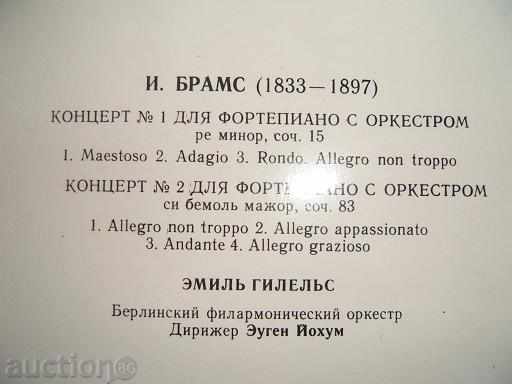 И. БРАМС (1833—1897)
КОНЦЕРТ № 1 ДЛЯ ФОРТЕПИАНО С ОРКЕСТРОМ
ре минор, соч. 15
1. Maestoso 2. Adagio 3. Rondo. Allegro non troppo
КОНЦЕРТ № 2 ДЛЯ ФОРТЕПИАНО С ОРКЕСТРОМ
си бемоль мажор, соч. 83
1. Allegro non troppo 2. Allegro appassionato
3. Andante 4. Allegro grazioso
ЭМИЛЬ ГИЛЕЛЬС
Берлинский филармонический оркестр
Дирижер Эуген Йохум
auction.bg